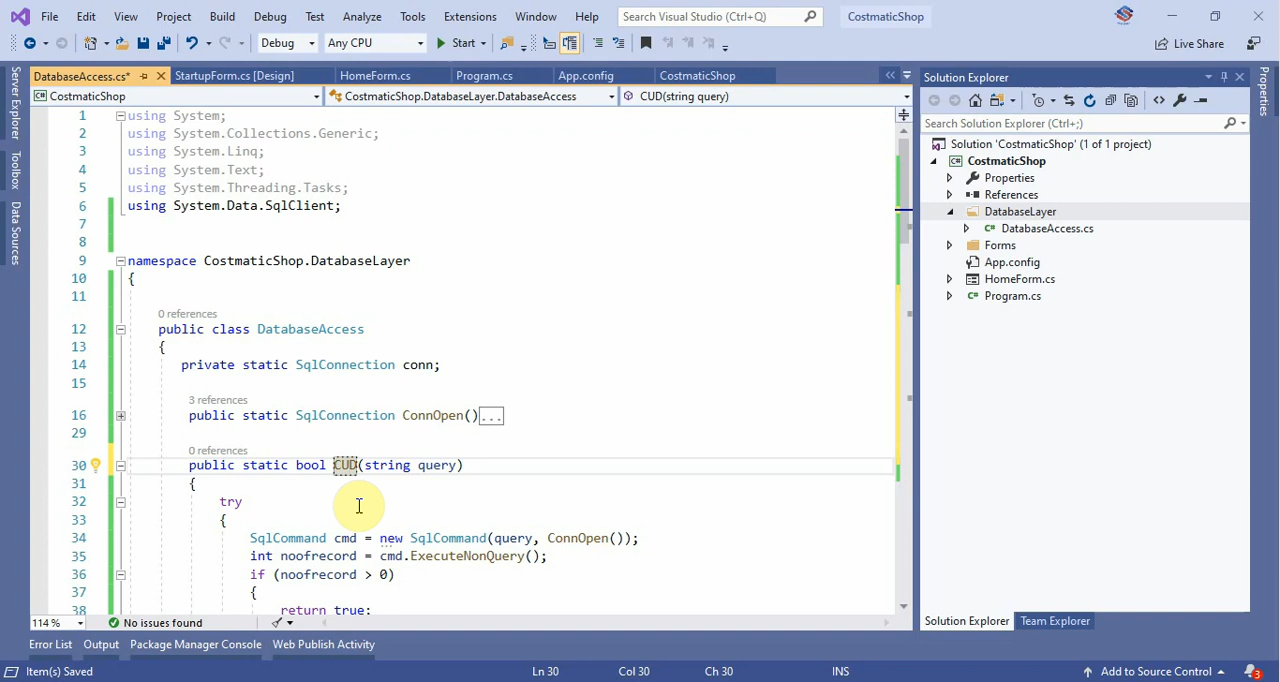 File Edit View Project Build Debug Test Analyze Tools Extensions Window Help Search Visual Studio (Ctrl+Q) CostmaticShop
Debug Any CPU Start Live Share
DatabaseAccess.cs* StartupForm.cs [Design] HomeForm.cs Program.cs App.config CostmaticShop
CostmaticShop CostmaticShop.DatabaseLayer.DatabaseAccess CUD(string query)
Server Explorer
Toolbox
Data Sources
1 using System;
2 using System.Collections.Generic;
3 using System.Linq;
4 using System.Text;
5 using System.Threading.Tasks;
6 using System.Data.SqlClient;
7
8
9 namespace CostmaticShop.DatabaseLayer
10 {
11
0 references
12 public class DatabaseAccess
13 {
14 private static SqlConnection conn;
15
3 references
16 public static SqlConnection ConnOpen()...
29
0 references
30 public static bool CUD(string query)
31 {
32 try
33 {
34 SqlCommand cmd = new SqlCommand(query, ConnOpen());
35 int noofrecord = cmd.ExecuteNonQuery();
36 if (noofrecord > 0)
37 {
38 return true;
114 % No issues found
Solution Explorer
Search Solution Explorer (Ctrl+;)
Solution 'CostmaticShop' (1 of 1 project)
CostmaticShop
Properties
References
DatabaseLayer
DatabaseAccess.cs
Forms
App.config
HomeForm.cs
Program.cs
Solution Explorer Team Explorer
Properties
Error List Output Package Manager Console Web Publish Activity
Item(s) Saved Ln 30 Col 30 Ch 30 INS Add to Source Control 3